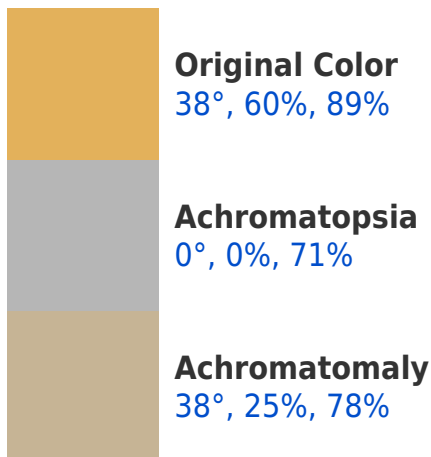 Original Color
38°, 60%, 89%
Achromatopsia
0°, 0%, 71%
Achromatomaly
38°, 25%, 78%